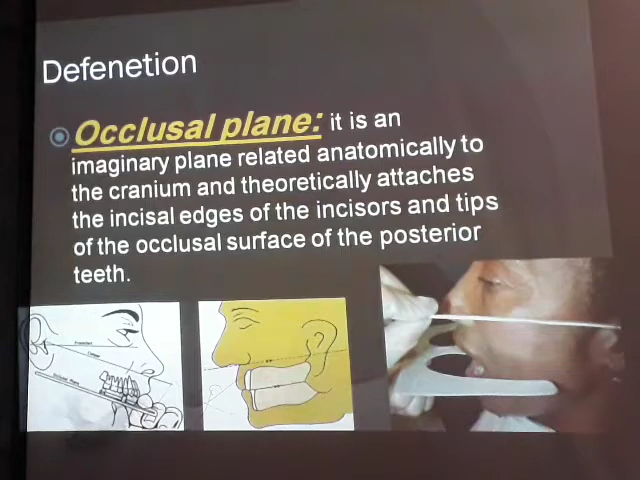 Defenetion
Occlusal plane: it is an
imaginary plane related anatomically to
the cranium and theoretically attaches
the incisal edges of the incisors and tips
of the occlusal surface of the posterior
teeth.